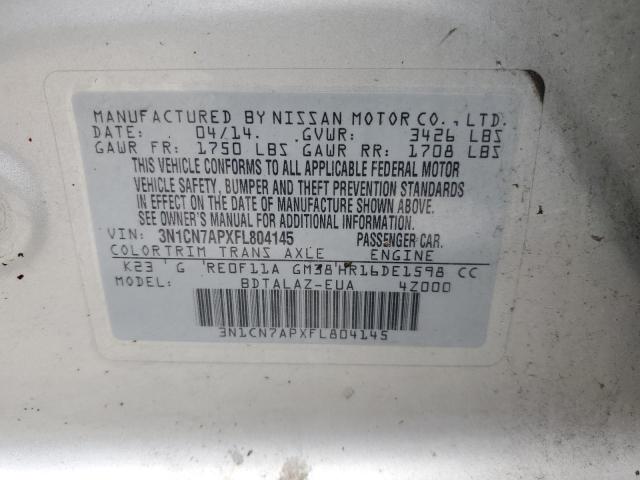 MANUFACTURED BY NISSAN MOTOR CO., LTD.
DATE: 04/14. GVWR: 3426 LBS
GAWR FR: 1750 LBS GAWR RR: 1708 LBS
THIS VEHICLE CONFORMS TO ALL APPLICABLE FEDERAL MOTOR
VEHICLE SAFETY, BUMPER AND THEFT PREVENTION STANDARDS
IN EFFECT ON THE DATE OF MANUFACTURE SHOWN ABOVE.
SEE OWNER'S MANUAL FOR ADDITIONAL INFORMATION.
VIN: 3N1CN7APXFL804145 PASSENGER CAR.
COLOR TRIM TRANS AXLE ENGINE
K23 G RE0F11A GM38 HR16DE1598 CC
MODEL: BDTALAZ-EUA 4Z000
3N1CN7APXFL804145